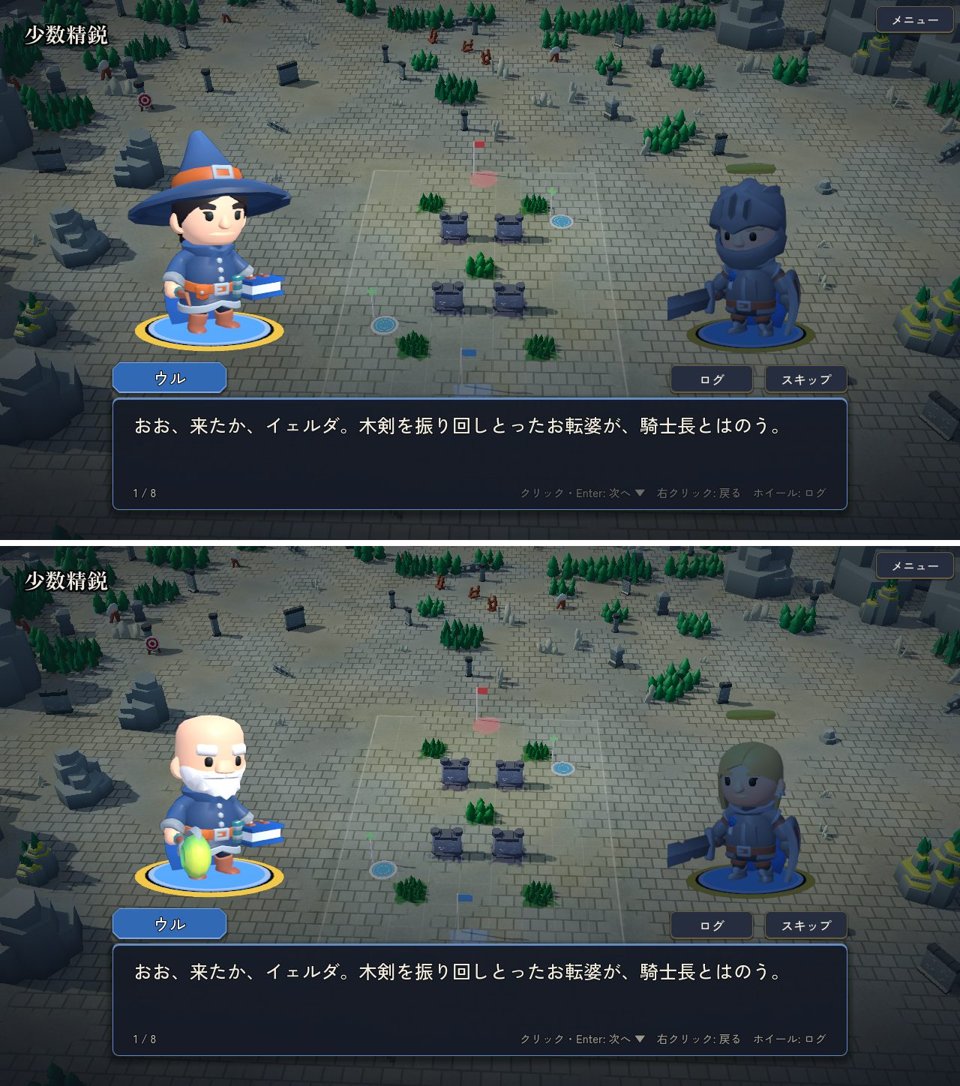 少数精鋭
メニュー
ウル
ログ
スキップ
おお、来たか、イェルダ。木剣を振り回しとったお転婆が、騎士長とはのう。
1 / 8
クリック・Enter: 次へ ▼ 右クリック: 戻る ホイール: ログ
少数精鋭
メニュー
ウル
ログ
スキップ
おお、来たか、イェルダ。木剣を振り回しとったお転婆が、騎士長とはのう。
1 / 8
クリック・Enter: 次へ ▼ 右クリック: 戻る ホイール: ログ